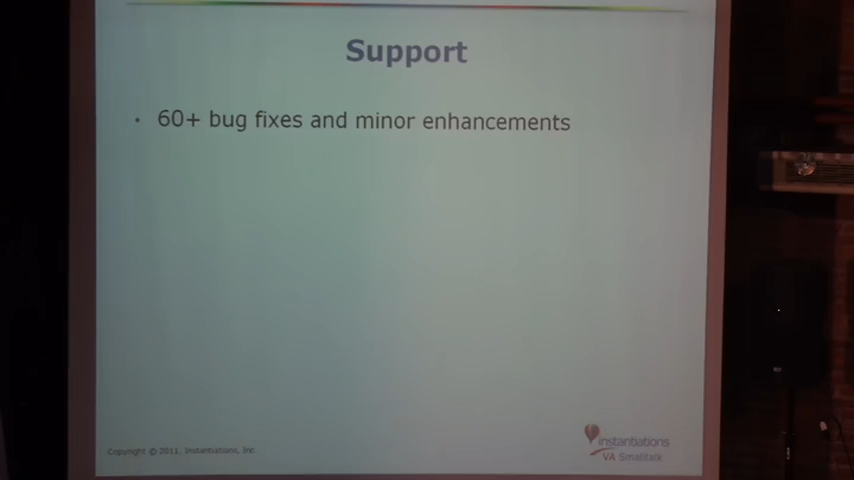 Support
• 60+ bug fixes and minor enhancements
Copyright © 2011, Instantiations, Inc.
instantiations
VA Smalltalk